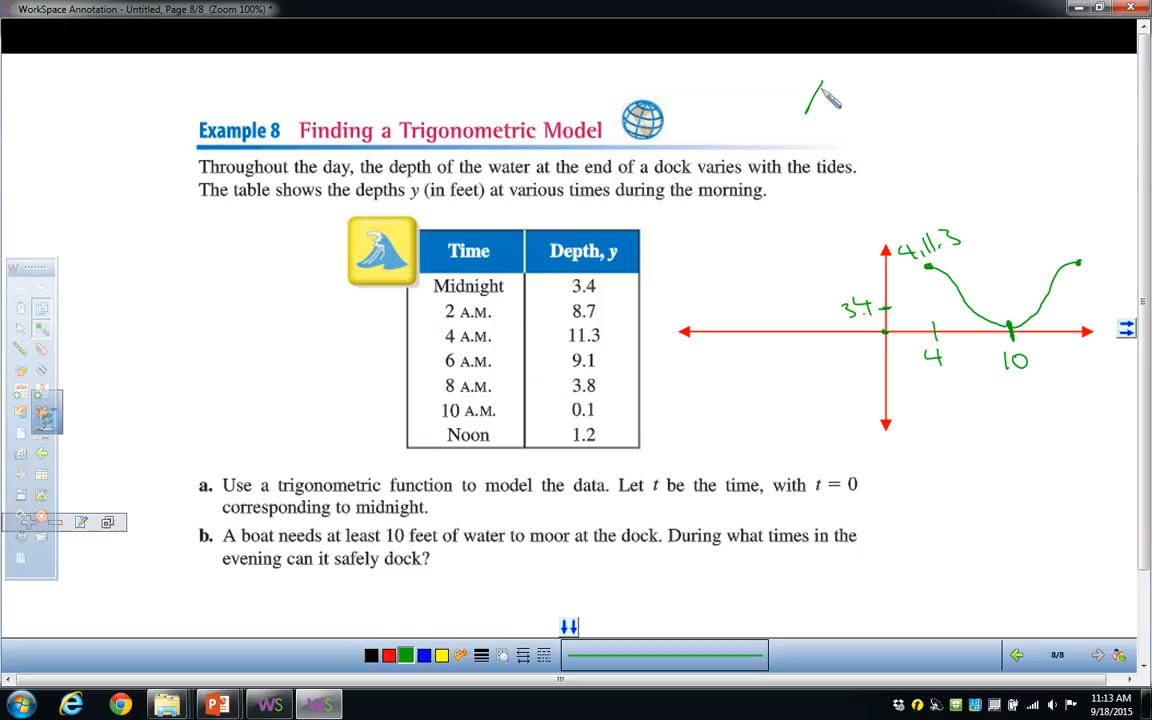 WorkSpace Annotation - Untitled, Page 8/8 (Zoom 100%) *
Example 8 Finding a Trigonometric Model
Throughout the day, the depth of the water at the end of a dock varies with the tides.
The table shows the depths y (in feet) at various times during the morning.
Time Depth, y
Midnight 3.4
2 A.M. 8.7
4 A.M. 11.3
6 A.M. 9.1
8 A.M. 3.8
10 A.M. 0.1
Noon 1.2
4,11.3
3.4
4
10
a. Use a trigonometric function to model the data. Let t be the time, with t = 0
corresponding to midnight.
b. A boat needs at least 10 feet of water to moor at the dock. During what times in the
evening can it safely dock?
8/8
11:13 AM
9/18/2015